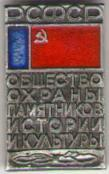 РСФСР
ОБЩЕСТВО
ОХРАНЫ
ПАМЯТНИКОВ
ИСТОРИИ
И КУЛЬТУРЫ